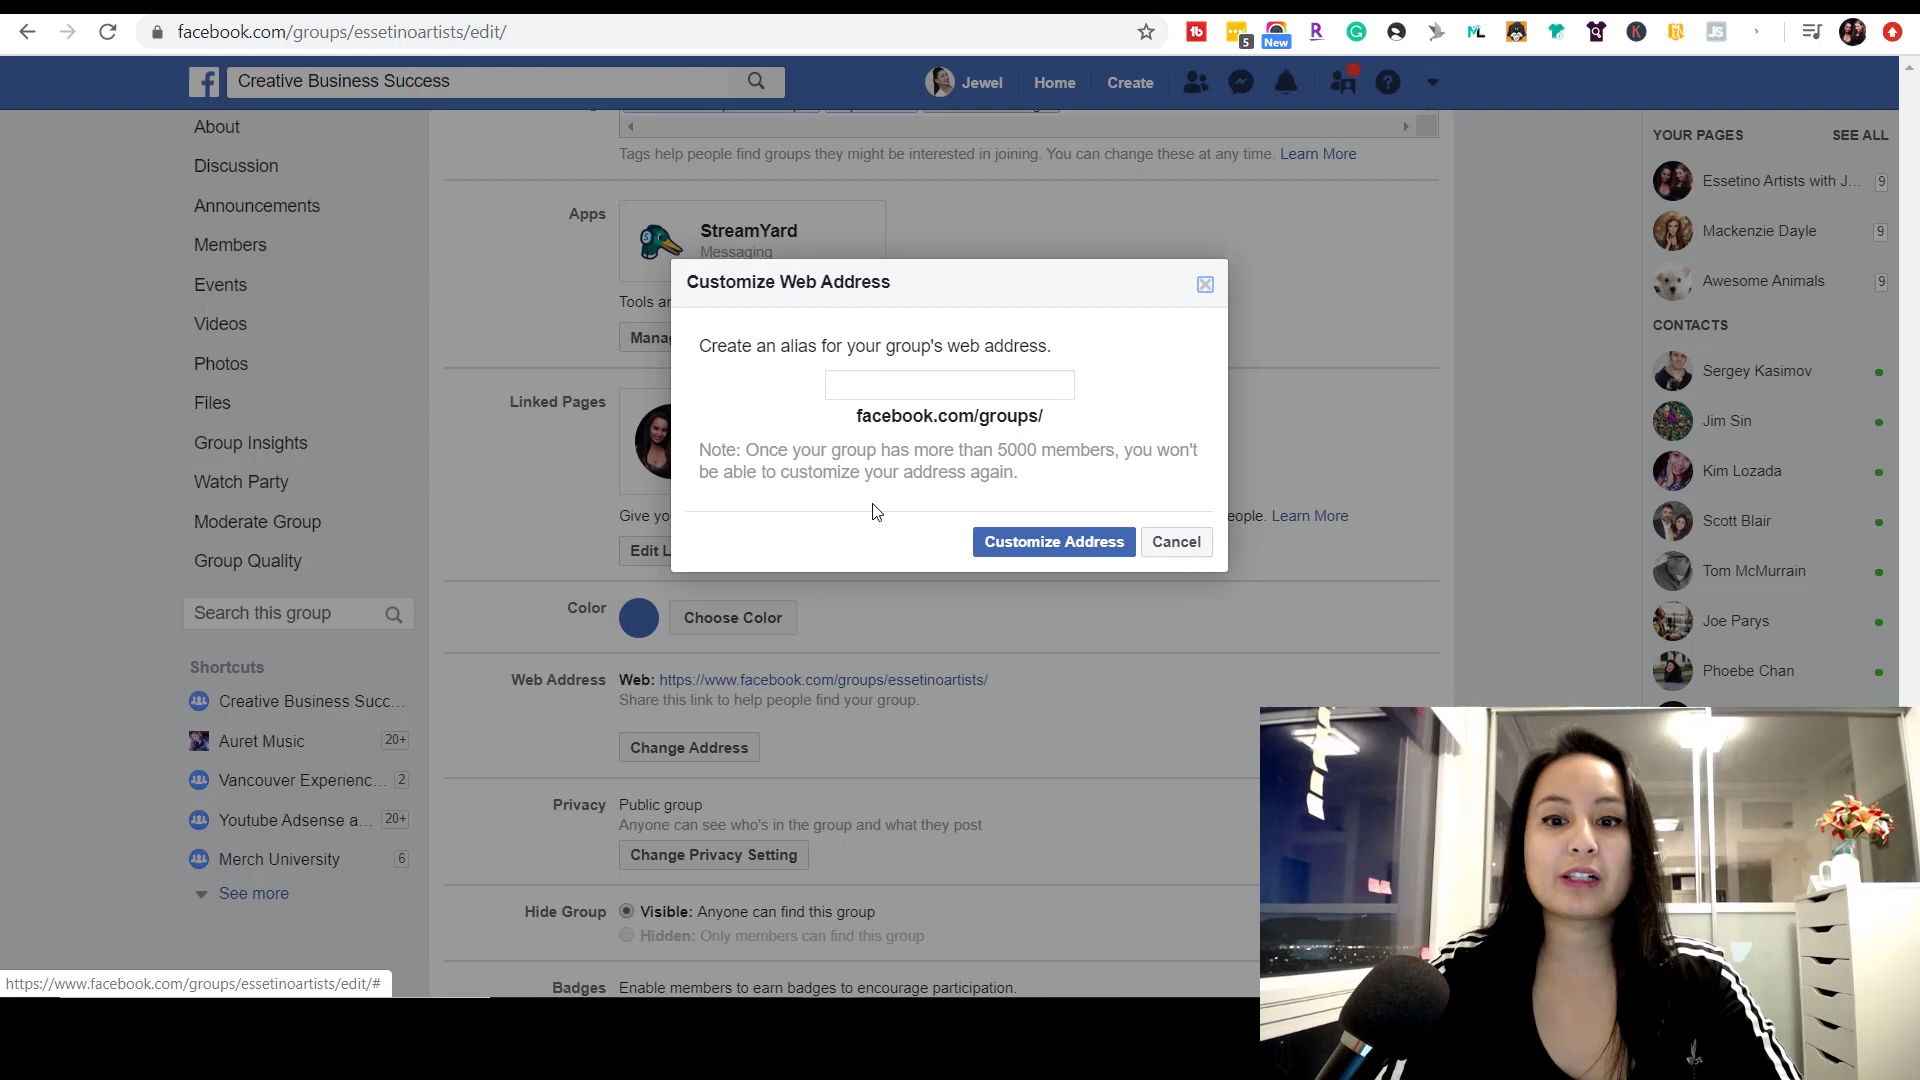 facebook.com/groups/essetinoartists/edit/
5
New
Creative Business Success
Jewel
Home
Create
About
Discussion
Announcements
Members
Events
Videos
Photos
Files
Group Insights
Watch Party
Moderate Group
Group Quality
Search this group
Shortcuts
Creative Business Succ...
Auret Music 20+
Vancouver Experienc... 2
Youtube Adsense a... 20+
Merch University 6
See more
Tags help people find groups they might be interested in joining. You can change these at any time. Learn More
Apps
StreamYard
Messaging
Tools
Linked Pages
Customize Web Address
Create an alias for your group's web address.
facebook.com/groups/
Note: Once your group has more than 5000 members, you won't
be able to customize your address again.
Customize Address
Cancel
Give
Learn More
Edit
Color
Choose Color
Web Address
Web: https://www.facebook.com/groups/essetinoartists/
Share this link to help people find your group.
Change Address
Privacy
Public group
Anyone can see who's in the group and what they post
Change Privacy Setting
Hide Group
Visible: Anyone can find this group
Hidden: Only members can find this group
Badges
Enable members to earn badges to encourage participation.
YOUR PAGES SEE ALL
Essetino Artists with J... 9
Mackenzie Dayle 9
Awesome Animals 9
CONTACTS
Sergey Kasimov
Jim Sin
Kim Lozada
Scott Blair
Tom McMurrain
Joe Parys
Phoebe Chan
https://www.facebook.com/groups/essetinoartists/edit/#